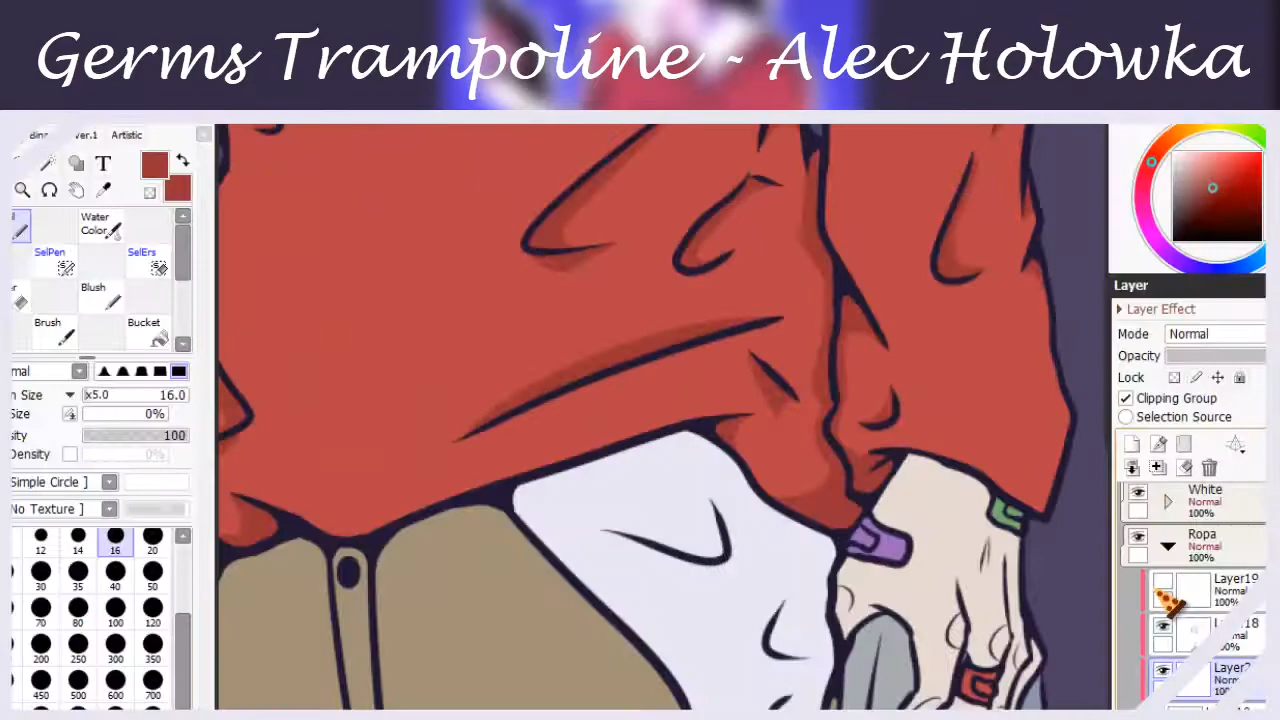 Germs Trampoline - Alec Holowka
ver.1 Artistic
T
Water
Color
SelPen SelErs
Blush
Brush Bucket
x5.0 16.0
Size 0%
100
Density 0%
Simple Circle ]
No Texture ]
12 14 16 20
30 35 40 50
70 80 100 120
200 250 300 350
450 500 600 700
Layer
Layer Effect
Mode Normal
Opacity
Lock
Clipping Group
Selection Source
White
Normal
100%
Ropa
Normal
100%
Layer19
Normal
100%
100%